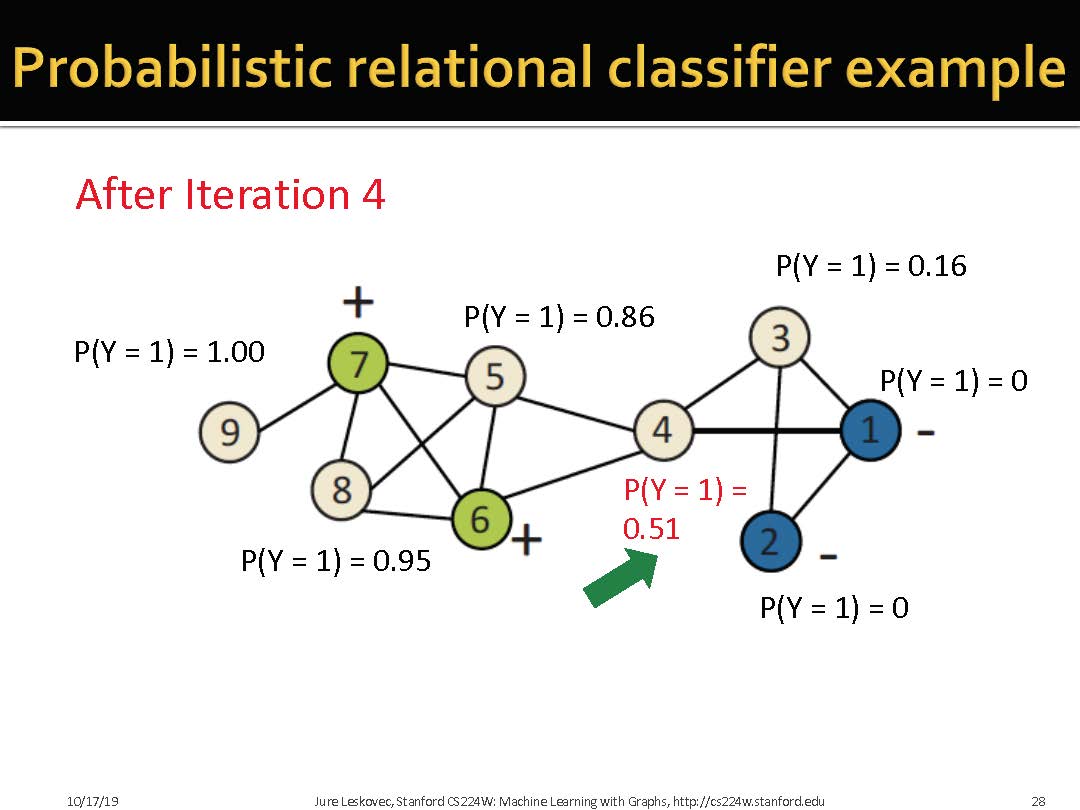 Probabilistic relational classifier example
After Iteration 4
P(Y = 1) = 0.16
+
P(Y = 1) = 0.86
P(Y = 1) = 1.00
7
5
3
P(Y = 1) = 0
9
4
1
-
8
6
+
P(Y = 1) =
0.51
2
-
P(Y = 1) = 0.95
P(Y = 1) = 0
10/17/19
Jure Leskovec, Stanford CS224W: Machine Learning with Graphs, http://cs224w.stanford.edu
28